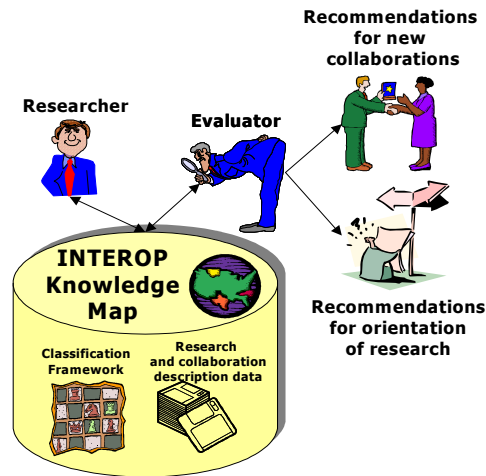 Recommendations
for new
collaborations
Researcher
Evaluator
INTEROP
Knowledge
Map
Recommendations
for orientation
of research
Classification
Framework
Research
and collaboration
description data
?